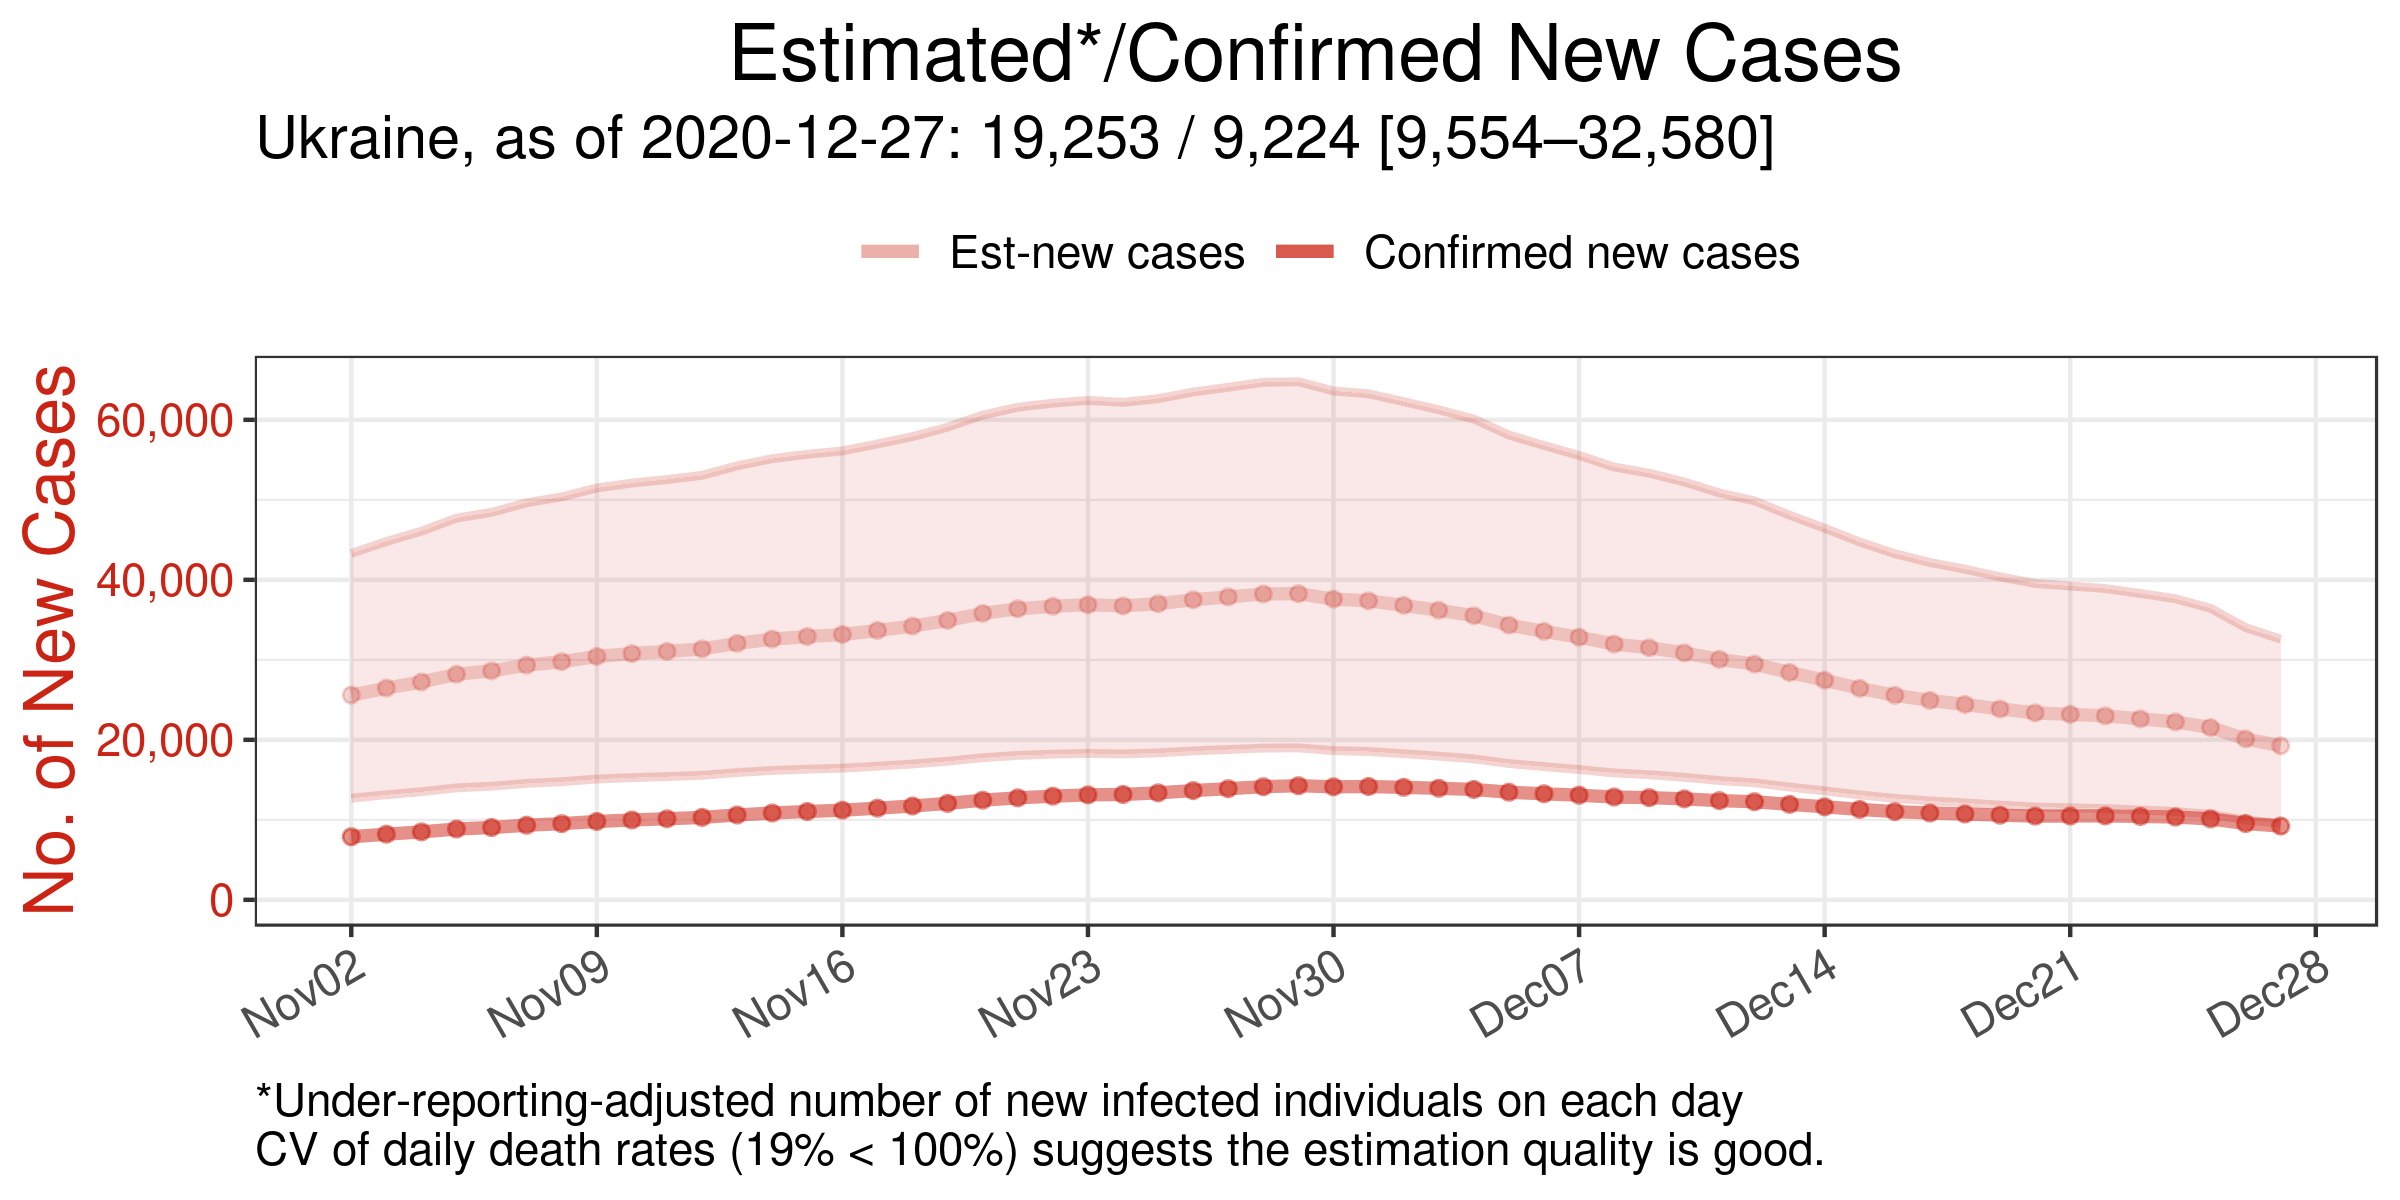 Estimated*/Confirmed New Cases
Ukraine, as of 2020-12-27: 19,253 / 9,224 [9,554–32,580]
Est-new cases Confirmed new cases
No. of New Cases
60,000
40,000
20,000
0
Nov02 Nov09 Nov16 Nov23 Nov30 Dec07 Dec14 Dec21 Dec28
*Under-reporting-adjusted number of new infected individuals on each day
CV of daily death rates (19% < 100%) suggests the estimation quality is good.